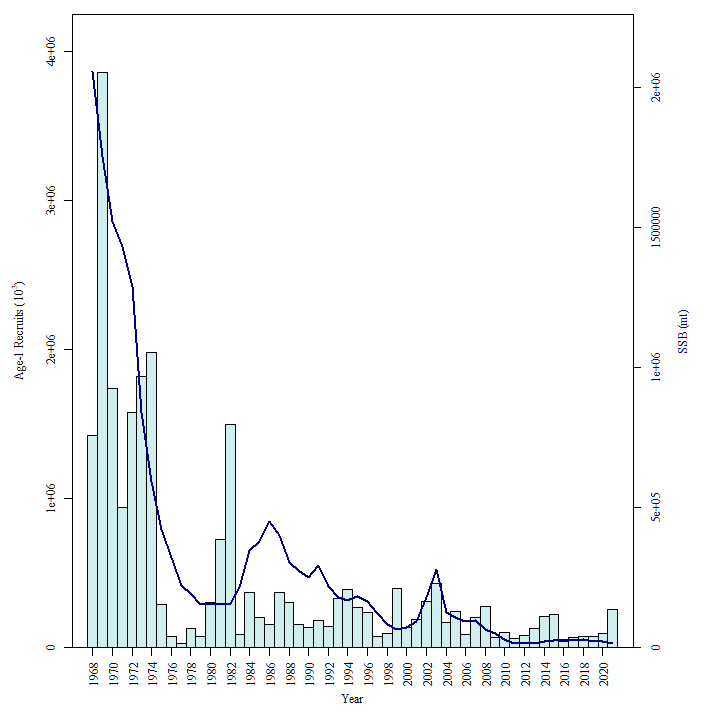 4e+06
3e+06
2e+06
1e+06
0
Age-1 Recruits (10³)
2e+06
1500000
1e+06
5e+05
0
SSB (mt)
1968 1970 1972 1974 1976 1978 1980 1982 1984 1986 1988 1990 1992 1994 1996 1998 2000 2002 2004 2006 2008 2010 2012 2014 2016 2018 2020
Year